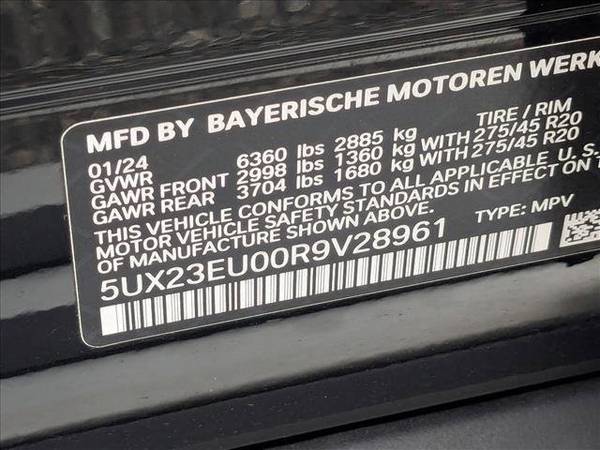 MFD BY BAYERISCHE MOTOREN WERK
01/24 TIRE / RIM
GVWR 6360 lbs 2885 kg
GAWR FRONT 2998 lbs 1360 kg WITH 275/45 R20
GAWR REAR 3704 lbs 1680 kg WITH 275/45 R20
THIS VEHICLE CONFORMS TO ALL APPLICABLE U.S.
MOTOR VEHICLE SAFETY STANDARDS IN EFFECT ON
OF MANUFACTURE SHOWN ABOVE.
5UX23EU00R9V28961 TYPE: MPV